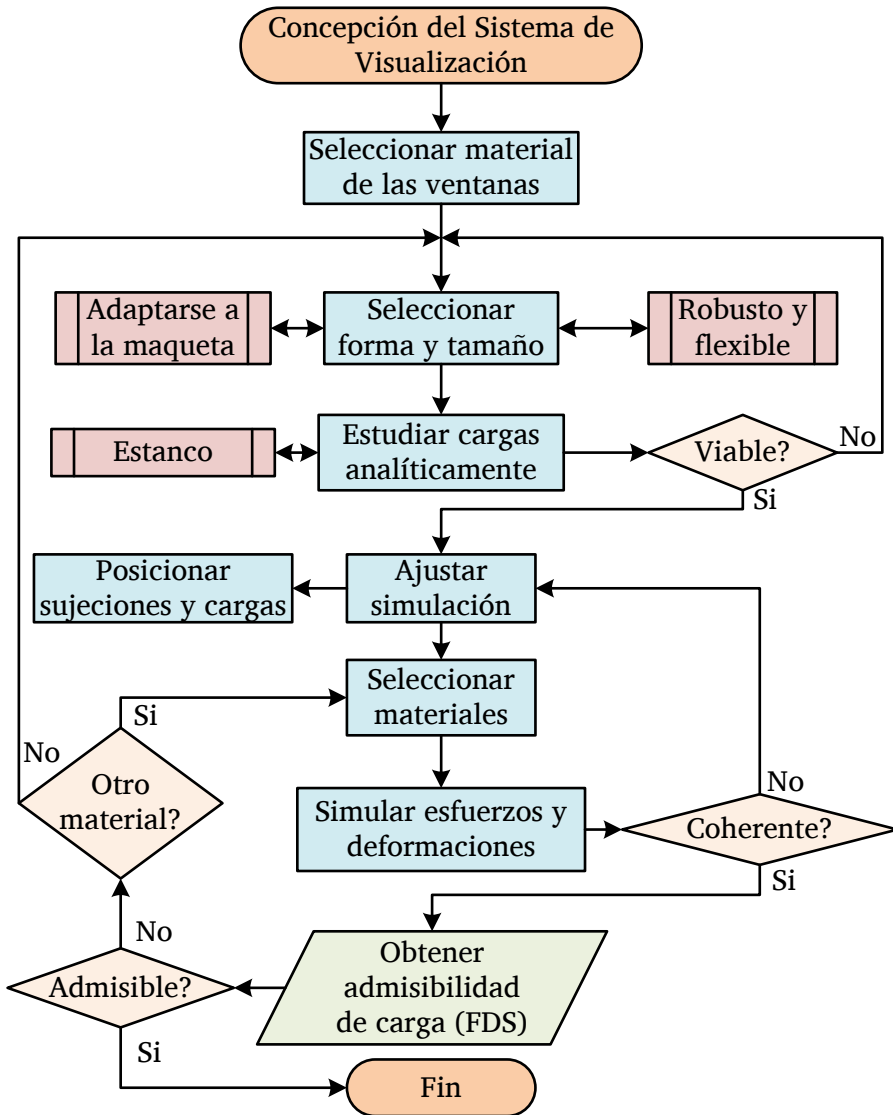 Concepción del Sistema de
Visualización
Seleccionar material
de las ventanas
Adaptarse a
la maqueta
Seleccionar
forma y tamaño
Robusto y
flexible
Estanco
Estudiar cargas
analíticamente
Viable?
No
Si
Posicionar
sujeciones y cargas
Ajustar
simulación
Seleccionar
materiales
Si
No
Otro
material?
Simular esfuerzos y
deformaciones
No
Coherente?
Si
Obtener
admisibilidad
de carga (FDS)
No
Admisible?
Si
Fin